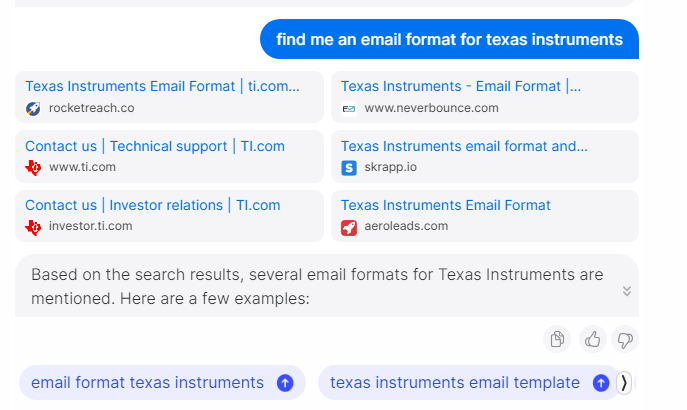 find me an email format for texas instruments
Texas Instruments Email Format | ti.com...
rocketreach.co
Texas Instruments - Email Format |...
www.neverbounce.com
Contact us | Technical support | TI.com
www.ti.com
Texas Instruments email format and...
S skrapp.io
Contact us | Investor relations | TI.com
investor.ti.com
Texas Instruments Email Format
aeroleads.com
Based on the search results, several email formats for Texas Instruments are
mentioned. Here are a few examples:
email format texas instruments
texas instruments email template